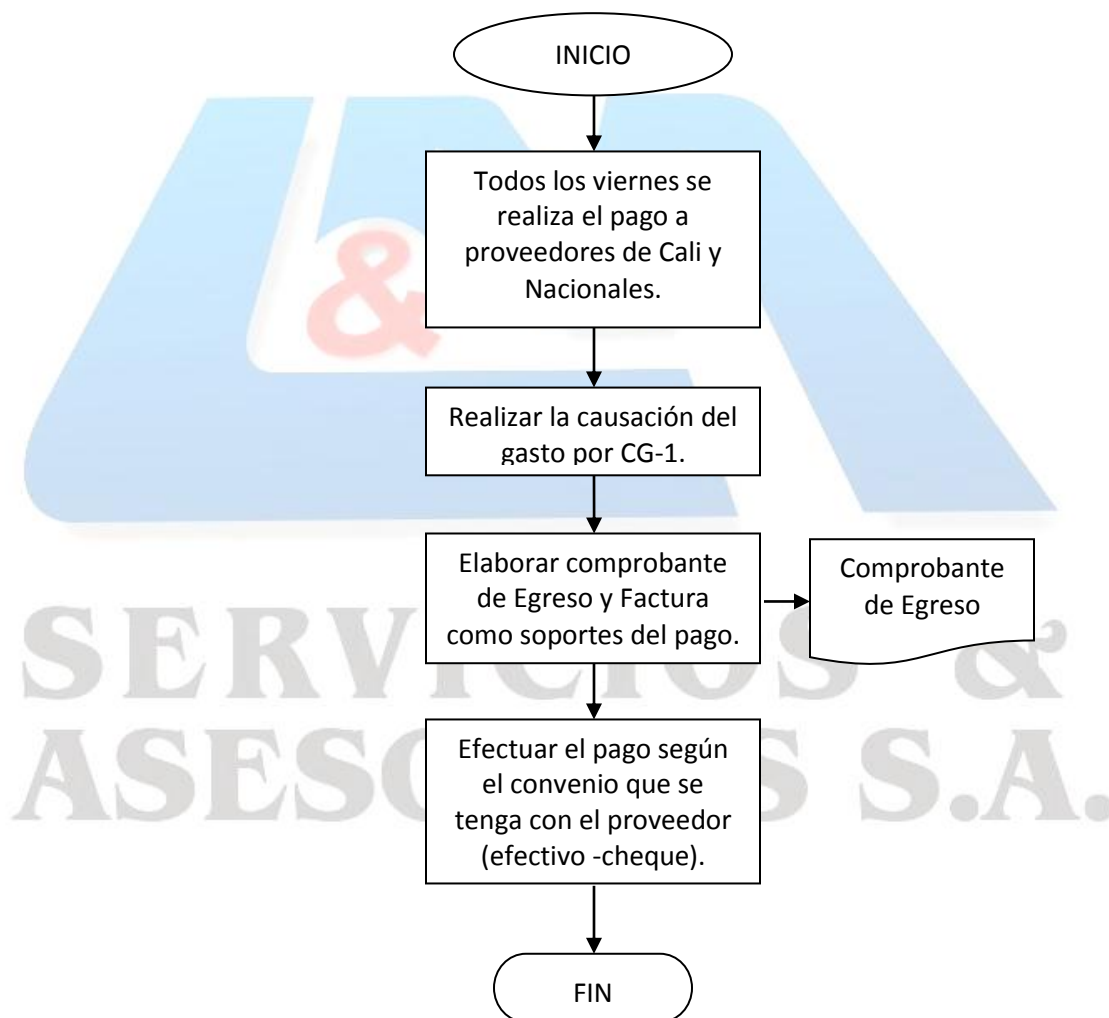 INICIO
Todos los viernes se
realiza el pago a
proveedores de Cali y
Nacionales.
Realizar la causación del
gasto por CG-1.
Elaborar comprobante
de Egreso y Factura
como soportes del pago.
Comprobante
de Egreso
Efectuar el pago según
el convenio que se
tenga con el proveedor
(efectivo -cheque).
FIN
L&A
SERVICIOS &
S.A.